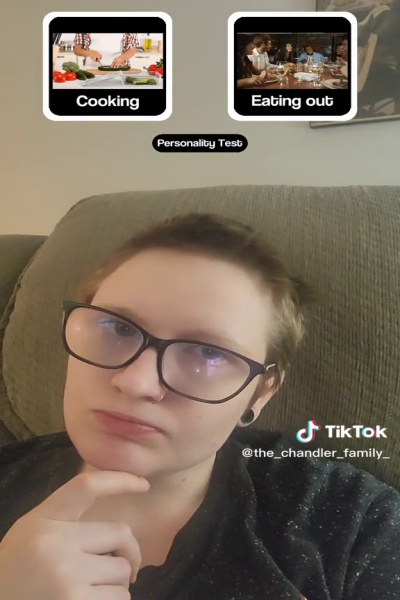 Cooking
Eating out
Personality Test
TikTok
@the_chandler_family_